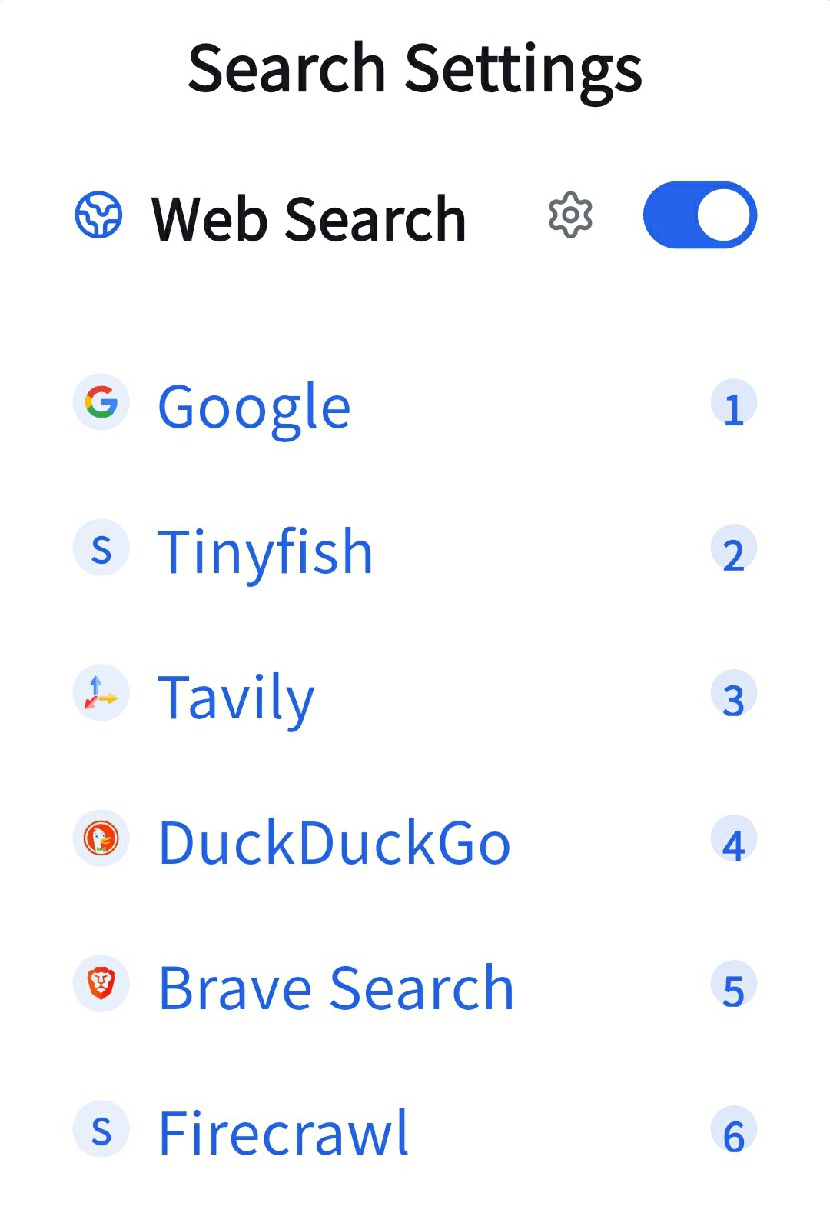 Search Settings
Web Search
Google 1
S Tinyfish 2
Tavily 3
DuckDuckGo 4
Brave Search 5
S Firecrawl 6